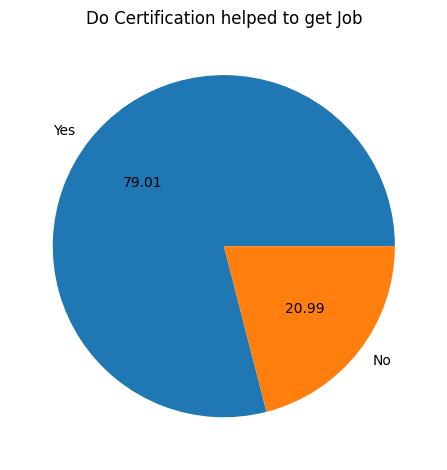 Do Certification helped to get Job
Yes
79.01
20.99
No